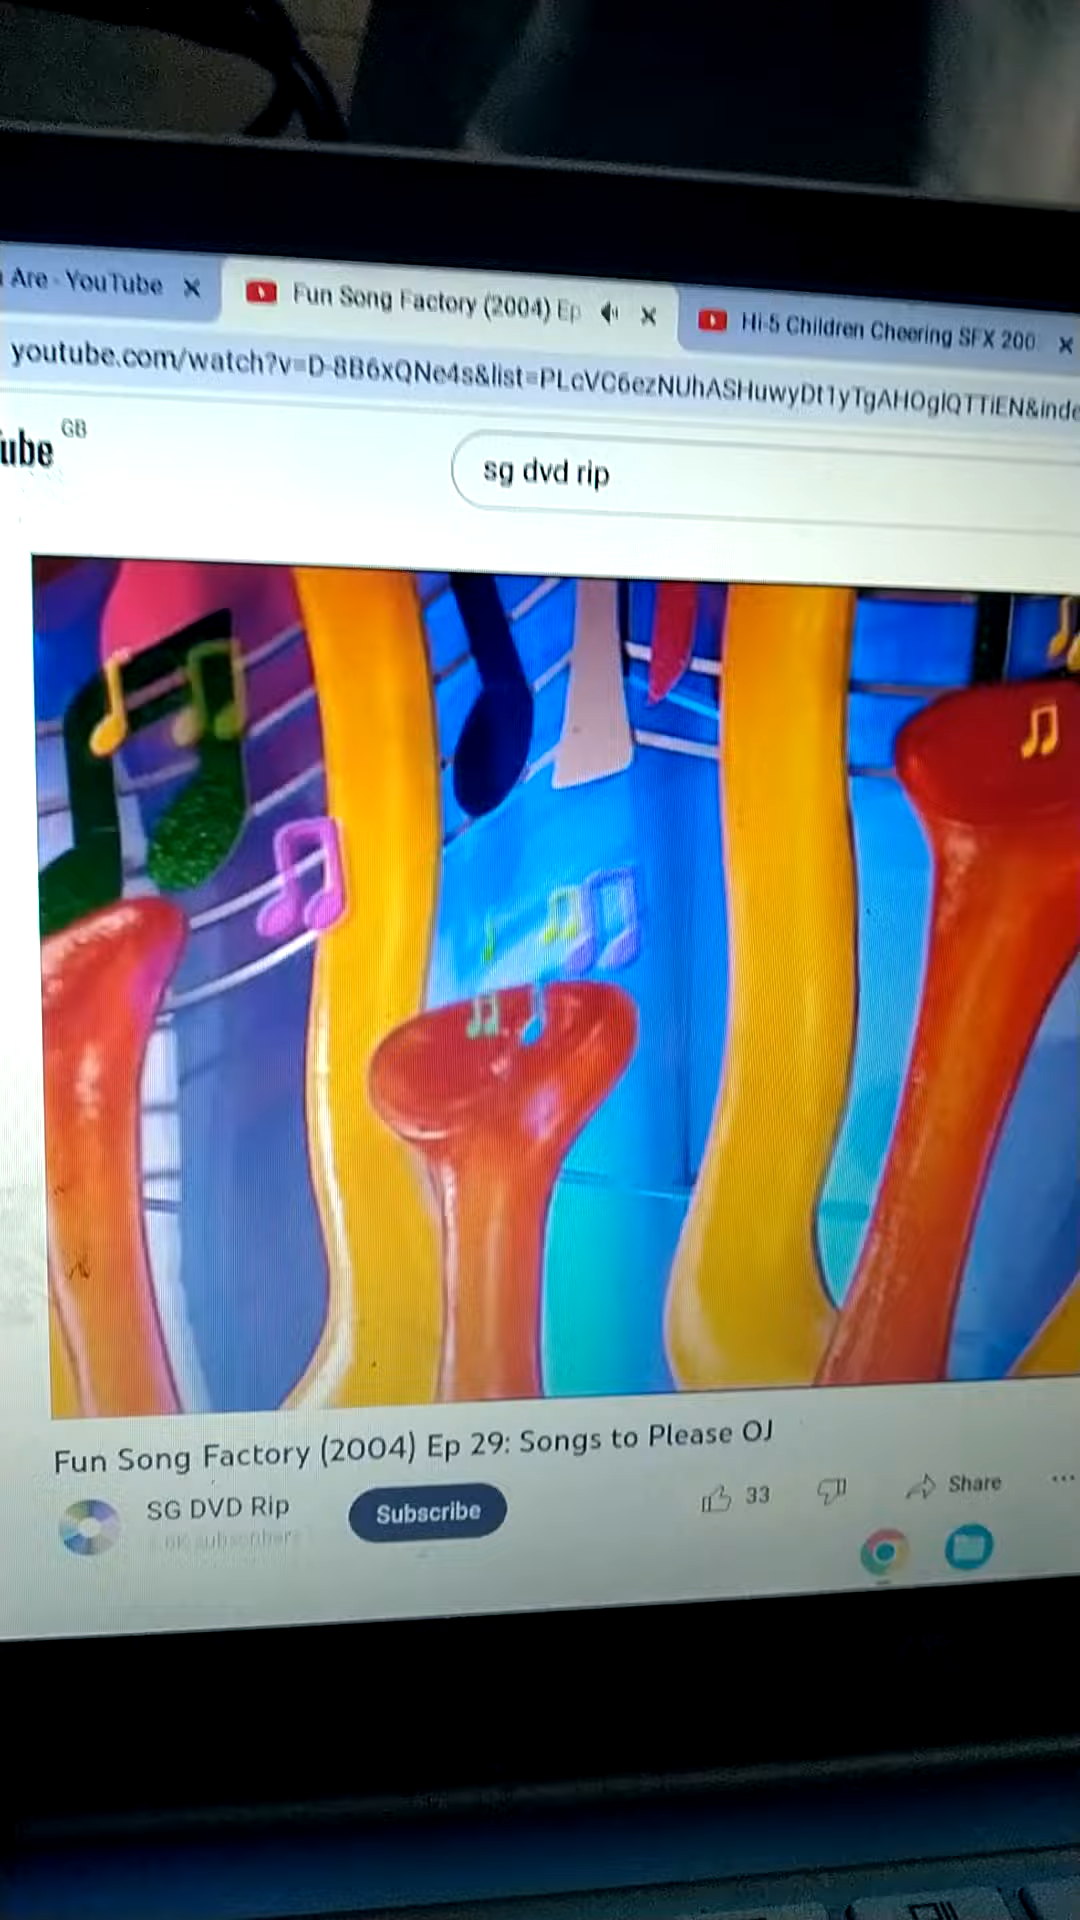 Are - YouTube
Fun Song Factory (2004) Ep
Hi-5 Children Cheering SFX 200
youtube.com/watch?v=D-8B6xQNe4s&list=PLcVC6ezNUhASHuwyDt1yTgAHOglQTTiEN&inde
ube GB
sg dvd rip
Fun Song Factory (2004) Ep 29: Songs to Please OJ
SG DVD Rip
subscribers
Subscribe
33
Share